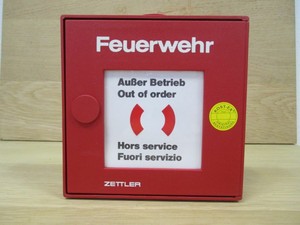 Feuerwehr
Außer Betrieb
Out of order
Hors service
Fuori servizio
ZETTLER